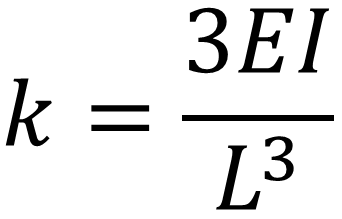 k = 3EI / L³